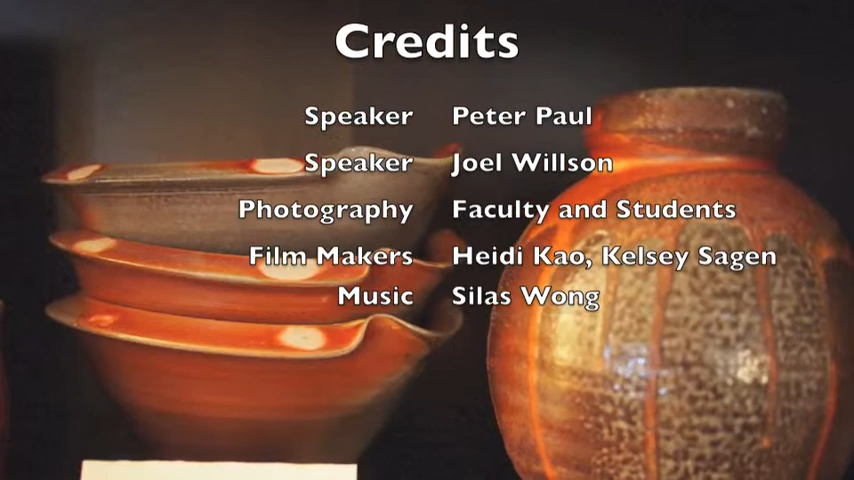 Credits
Speaker Peter Paul
Speaker Joel Willson
Photography Faculty and Students
Film Makers Heidi Kao, Kelsey Sagen
Music Silas Wong